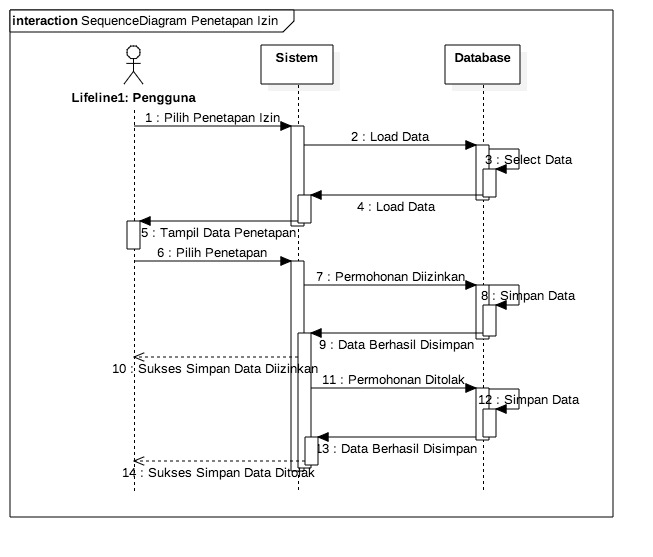 interaction SequenceDiagram Penetapan Izin
Sistem
Database
Lifeline1: Pengguna
1 : Pilih Penetapan Izin
2 : Load Data
3 : Select Data
4 : Load Data
5 : Tampil Data Penetapan
6 : Pilih Penetapan
7 : Permohonan Diizinkan
8 : Simpan Data
9 : Data Berhasil Disimpan
10 : Sukses Simpan Data Diizinkan
11 : Permohonan Ditolak
12 : Simpan Data
13 : Data Berhasil Disimpan
14 : Sukses Simpan Data Ditolak